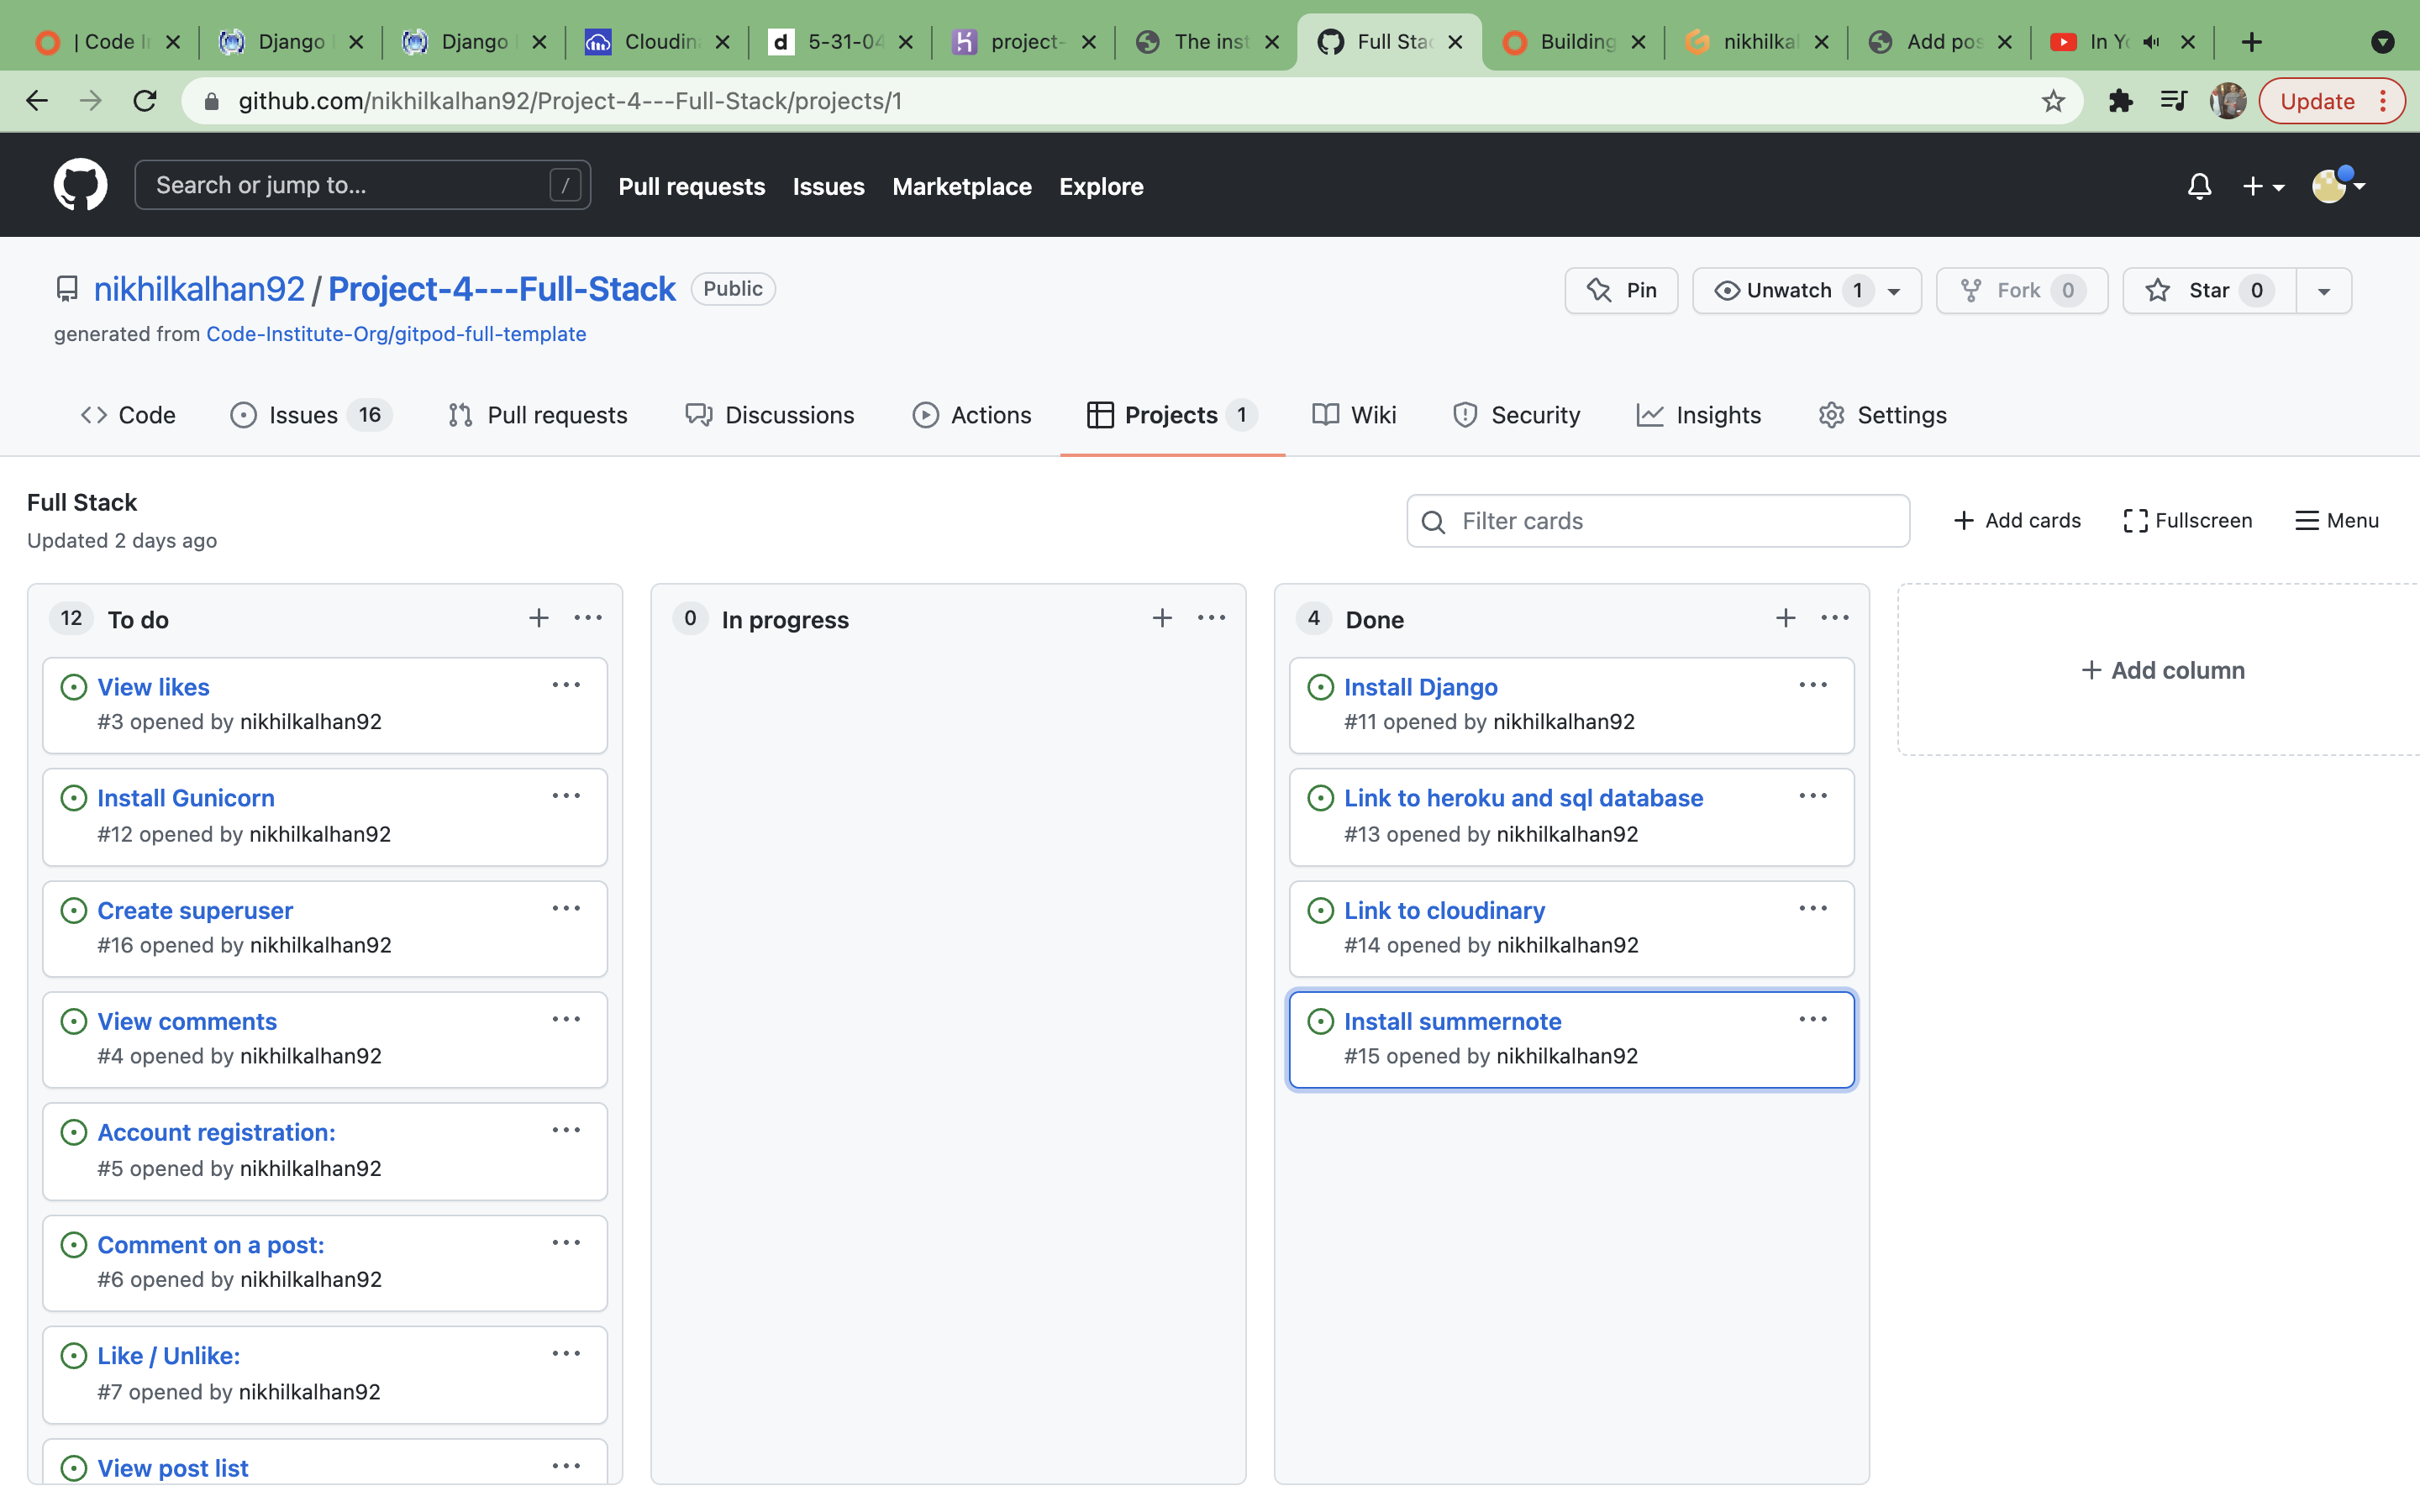 | Code I
Django
Django
Cloudin
5-31-04
project-
The inst
Full Stac
Building
nikhilkal
Add pos
In Yo
github.com/nikhilkalhan92/Project-4---Full-Stack/projects/1
Update
Search or jump to...
/
Pull requests
Issues
Marketplace
Explore
nikhilkalhan92 / Project-4---Full-Stack
Public
Pin
Unwatch 1
Fork 0
Star 0
generated from Code-Institute-Org/gitpod-full-template
Code
Issues 16
Pull requests
Discussions
Actions
Projects 1
Wiki
Security
Insights
Settings
Full Stack
Updated 2 days ago
Filter cards
Add cards
Fullscreen
Menu
12 To do
View likes
#3 opened by nikhilkalhan92
Install Gunicorn
#12 opened by nikhilkalhan92
Create superuser
#16 opened by nikhilkalhan92
View comments
#4 opened by nikhilkalhan92
Account registration:
#5 opened by nikhilkalhan92
Comment on a post:
#6 opened by nikhilkalhan92
Like / Unlike:
#7 opened by nikhilkalhan92
View post list
0 In progress
4 Done
Install Django
#11 opened by nikhilkalhan92
Link to heroku and sql database
#13 opened by nikhilkalhan92
Link to cloudinary
#14 opened by nikhilkalhan92
Install summernote
#15 opened by nikhilkalhan92
Add column